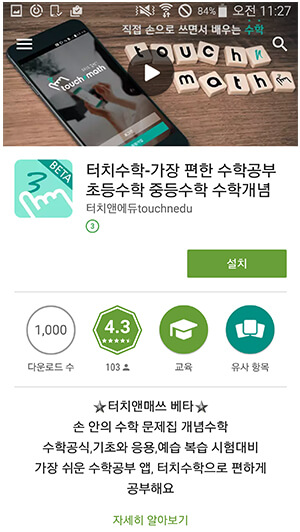 84% 오전 11:27
직접 손으로 쓰면서 배우는 수학
touch
math
touch math
3
BETA
터치수학-가장 편한 수학공부
초등수학 중등수학 수학개념
터치앤에듀touchnedu
3
설치
1,000
4.3
다운로드 수
103
교육
유사 항목
★터치앤매쓰 베타★
손 안의 수학 문제집 개념수학
수학공식,기초와 응용,예습 복습 시험대비
가장 쉬운 수학공부 앱, 터치수학으로 편하게
공부해요
자세히 알아보기